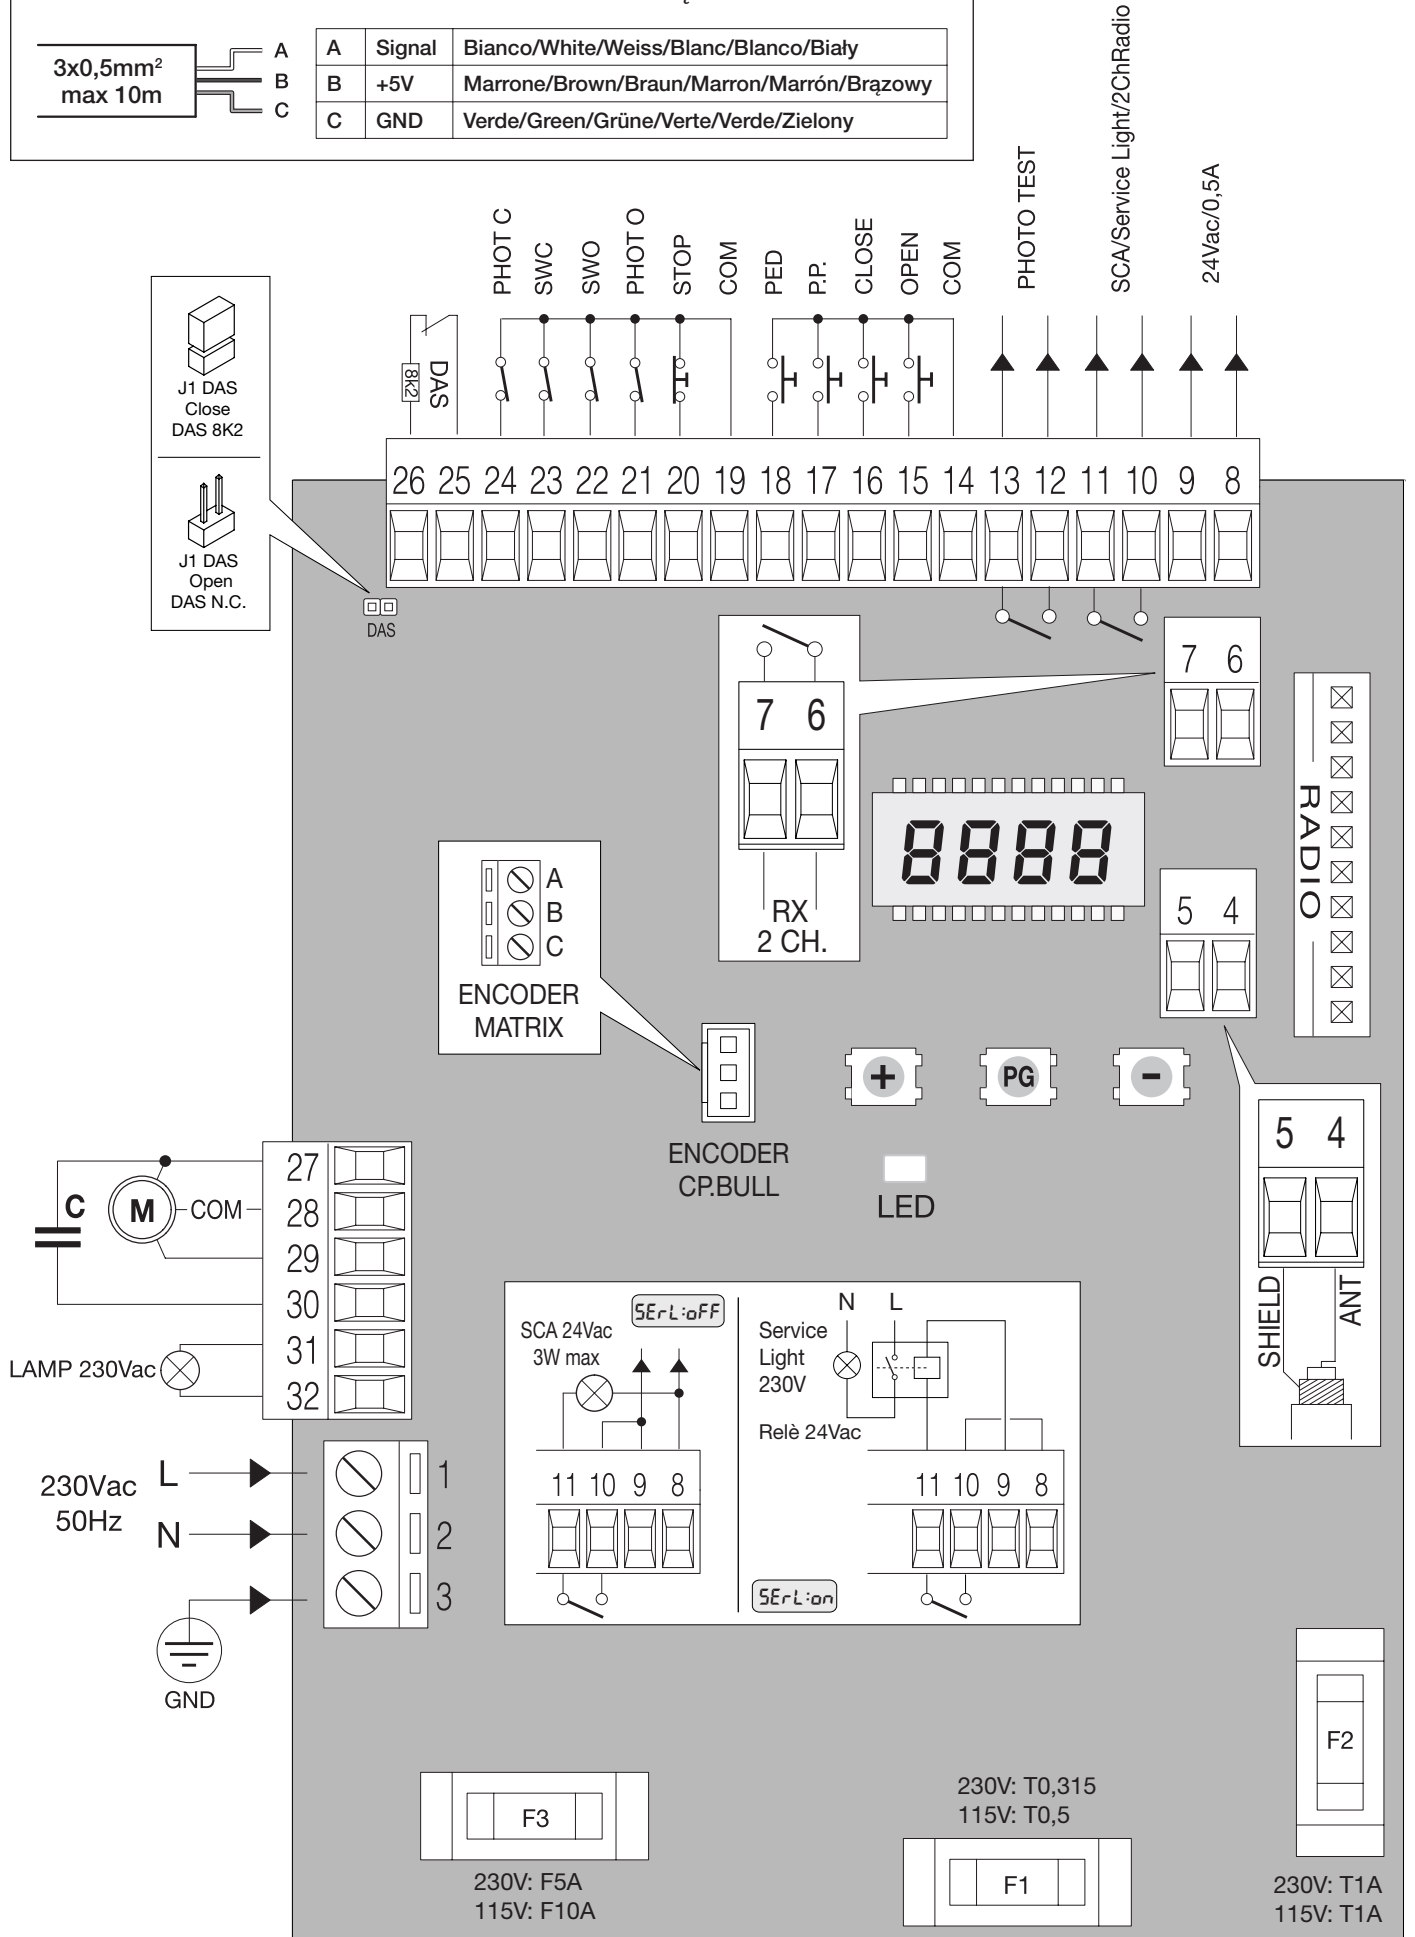 3x0,5mm²
max 10m
A
B
C
A Signal Bianco/White/Weiss/Blanc/Blanco/Biały
B +5V Marrone/Brown/Braun/Marron/Marrón/Brązowy
C GND Verde/Green/Grüne/Verte/Verde/Zielony
J1 DAS
Close
DAS 8K2
J1 DAS
Open
DAS N.C.
8K2
DAS
PHOT C
SWC
SWO
PHOT O
STOP
COM
PED
P.P.
CLOSE
OPEN
COM
PHOTO TEST
SCA/Service Light/2ChRadio
24Vac/0,5A
26 25 24 23 22 21 20 19 18 17 16 15 14 13 12 11 10 9 8
DAS
7 6
RX
2 CH.
7 6
RADIO
8888
5 4
A
B
C
ENCODER
MATRIX
ENCODER
CP.BULL
+
PG
-
LED
5 4
SHIELD
ANT
C
M
COM
27
28
29
30
31
32
LAMP 230Vac
230Vac
50Hz
L
N
GND
1
2
3
SErL:oFF
SCA 24Vac
3W max
11 10 9 8
N L
Service
Light
230V
Relè 24Vac
11 10 9 8
SErL:on
F3
230V: F5A
115V: F10A
230V: T0,315
115V: T0,5
F1
F2
230V: T1A
115V: T1A